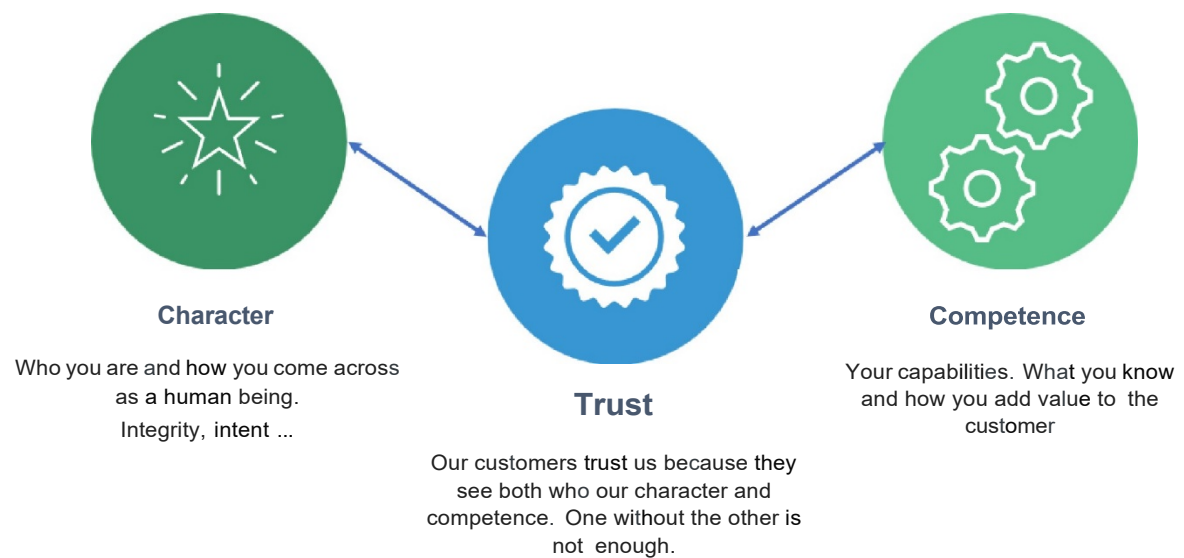 Character
Who you are and how you come across
as a human being.
Integrity, intent ...
Trust
Our customers trust us because they
see both who our character and
competence. One without the other is
not enough.
Competence
Your capabilities. What you know
and how you add value to the
customer